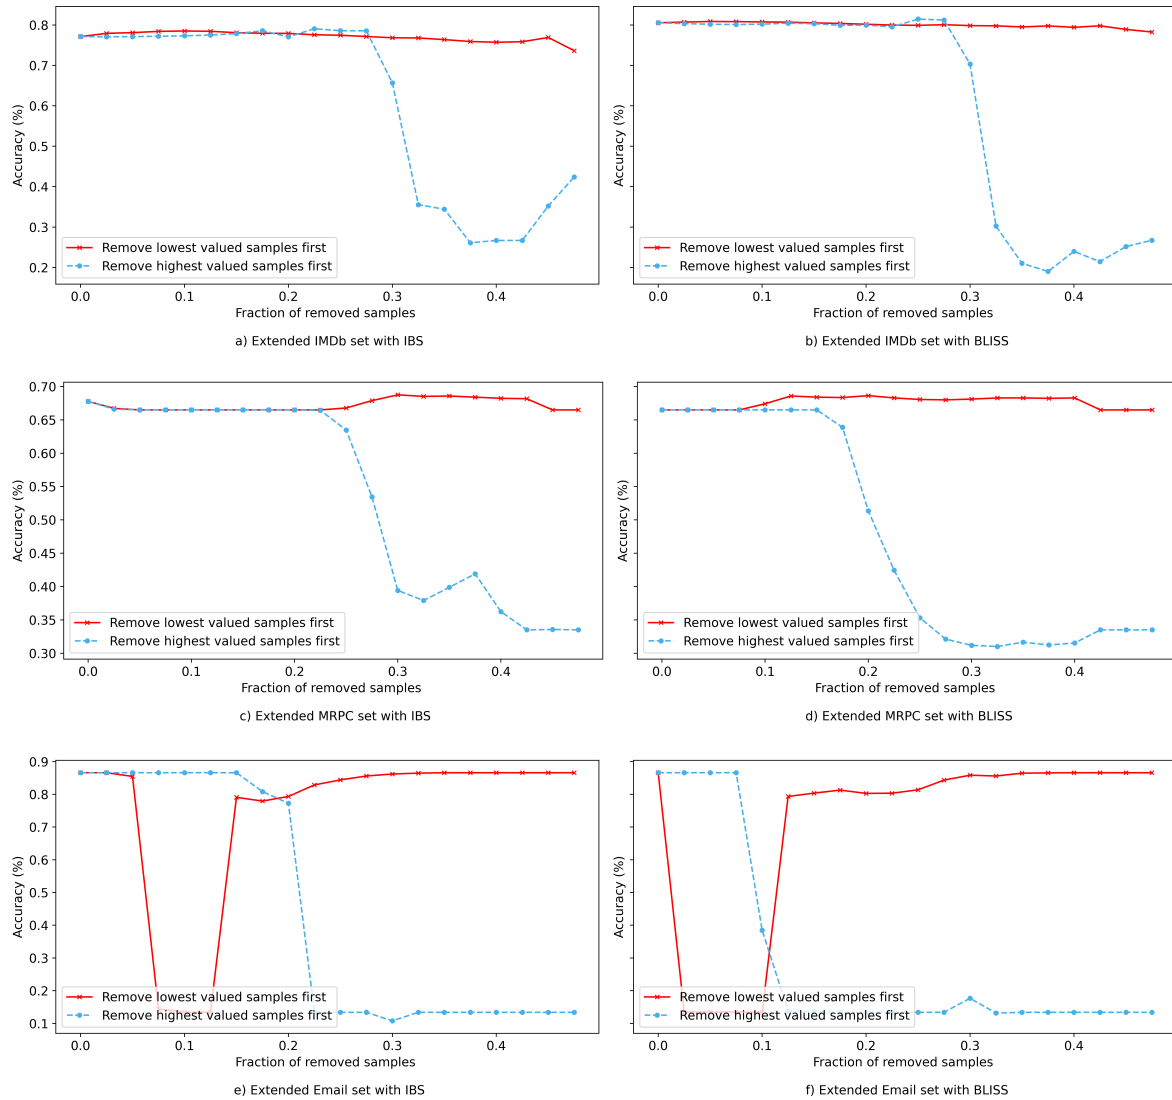 0.8
0.7
0.6
0.5
0.4
0.3
0.2
Accuracy (%)
Remove lowest valued samples first
Remove highest valued samples first
0.0 0.1 0.2 0.3 0.4
Fraction of removed samples
a) Extended IMDb set with IBS
Accuracy (%)
Remove lowest valued samples first
Remove highest valued samples first
0.0 0.1 0.2 0.3 0.4
Fraction of removed samples
b) Extended IMDb set with BLISS
0.70
0.65
0.60
0.55
0.50
0.45
0.40
0.35
0.30
Accuracy (%)
Remove lowest valued samples first
Remove highest valued samples first
0.0 0.1 0.2 0.3 0.4
Fraction of removed samples
c) Extended MRPC set with IBS
Accuracy (%)
Remove lowest valued samples first
Remove highest valued samples first
0.0 0.1 0.2 0.3 0.4
Fraction of removed samples
d) Extended MRPC set with BLISS
0.9
0.8
0.7
0.6
0.5
0.4
0.3
0.2
0.1
Accuracy (%)
Remove lowest valued samples first
Remove highest valued samples first
0.0 0.1 0.2 0.3 0.4
Fraction of removed samples
e) Extended Email set with IBS
Accuracy (%)
Remove lowest valued samples first
Remove highest valued samples first
0.0 0.1 0.2 0.3 0.4
Fraction of removed samples
f) Extended Email set with BLISS